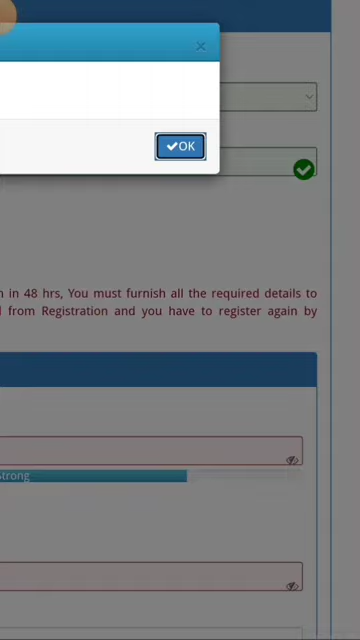 ×
OK
n in 48 hrs, You must furnish all the required details to
from Registration and you have to register again by
Strong